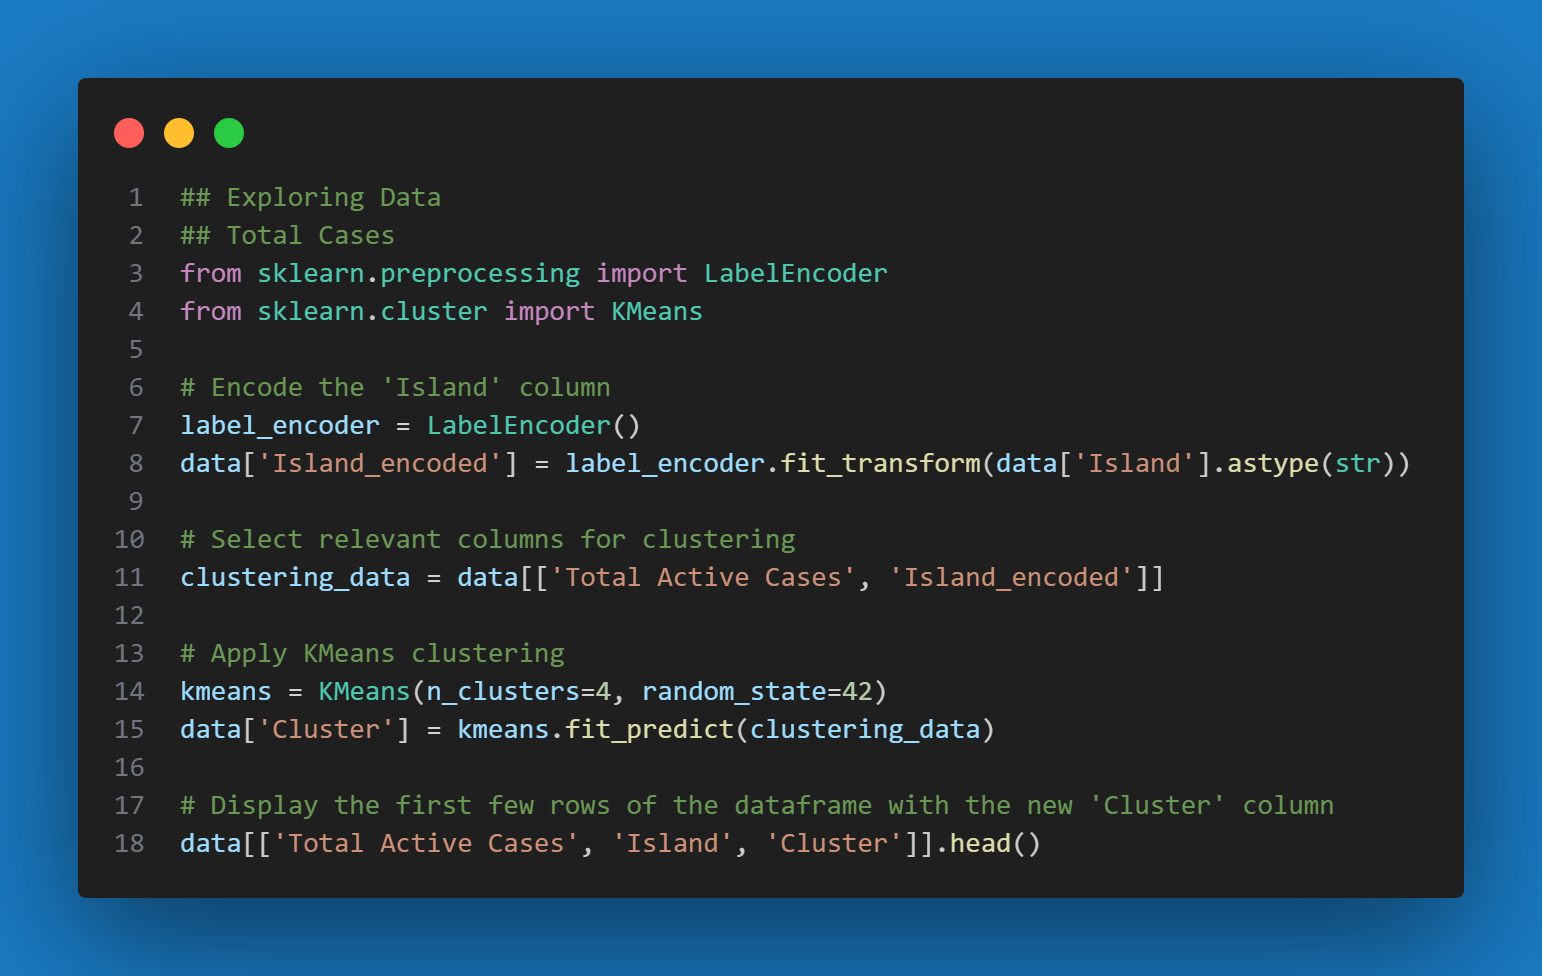 1 ## Exploring Data
2 ## Total Cases
3 from sklearn.preprocessing import LabelEncoder
4 from sklearn.cluster import KMeans
5
6 # Encode the 'Island' column
7 label_encoder = LabelEncoder()
8 data['Island_encoded'] = label_encoder.fit_transform(data['Island'].astype(str))
9
10 # Select relevant columns for clustering
11 clustering_data = data[['Total Active Cases', 'Island_encoded']]
12
13 # Apply KMeans clustering
14 kmeans = KMeans(n_clusters=4, random_state=42)
15 data['Cluster'] = kmeans.fit_predict(clustering_data)
16
17 # Display the first few rows of the dataframe with the new 'Cluster' column
18 data[['Total Active Cases', 'Island', 'Cluster']].head()